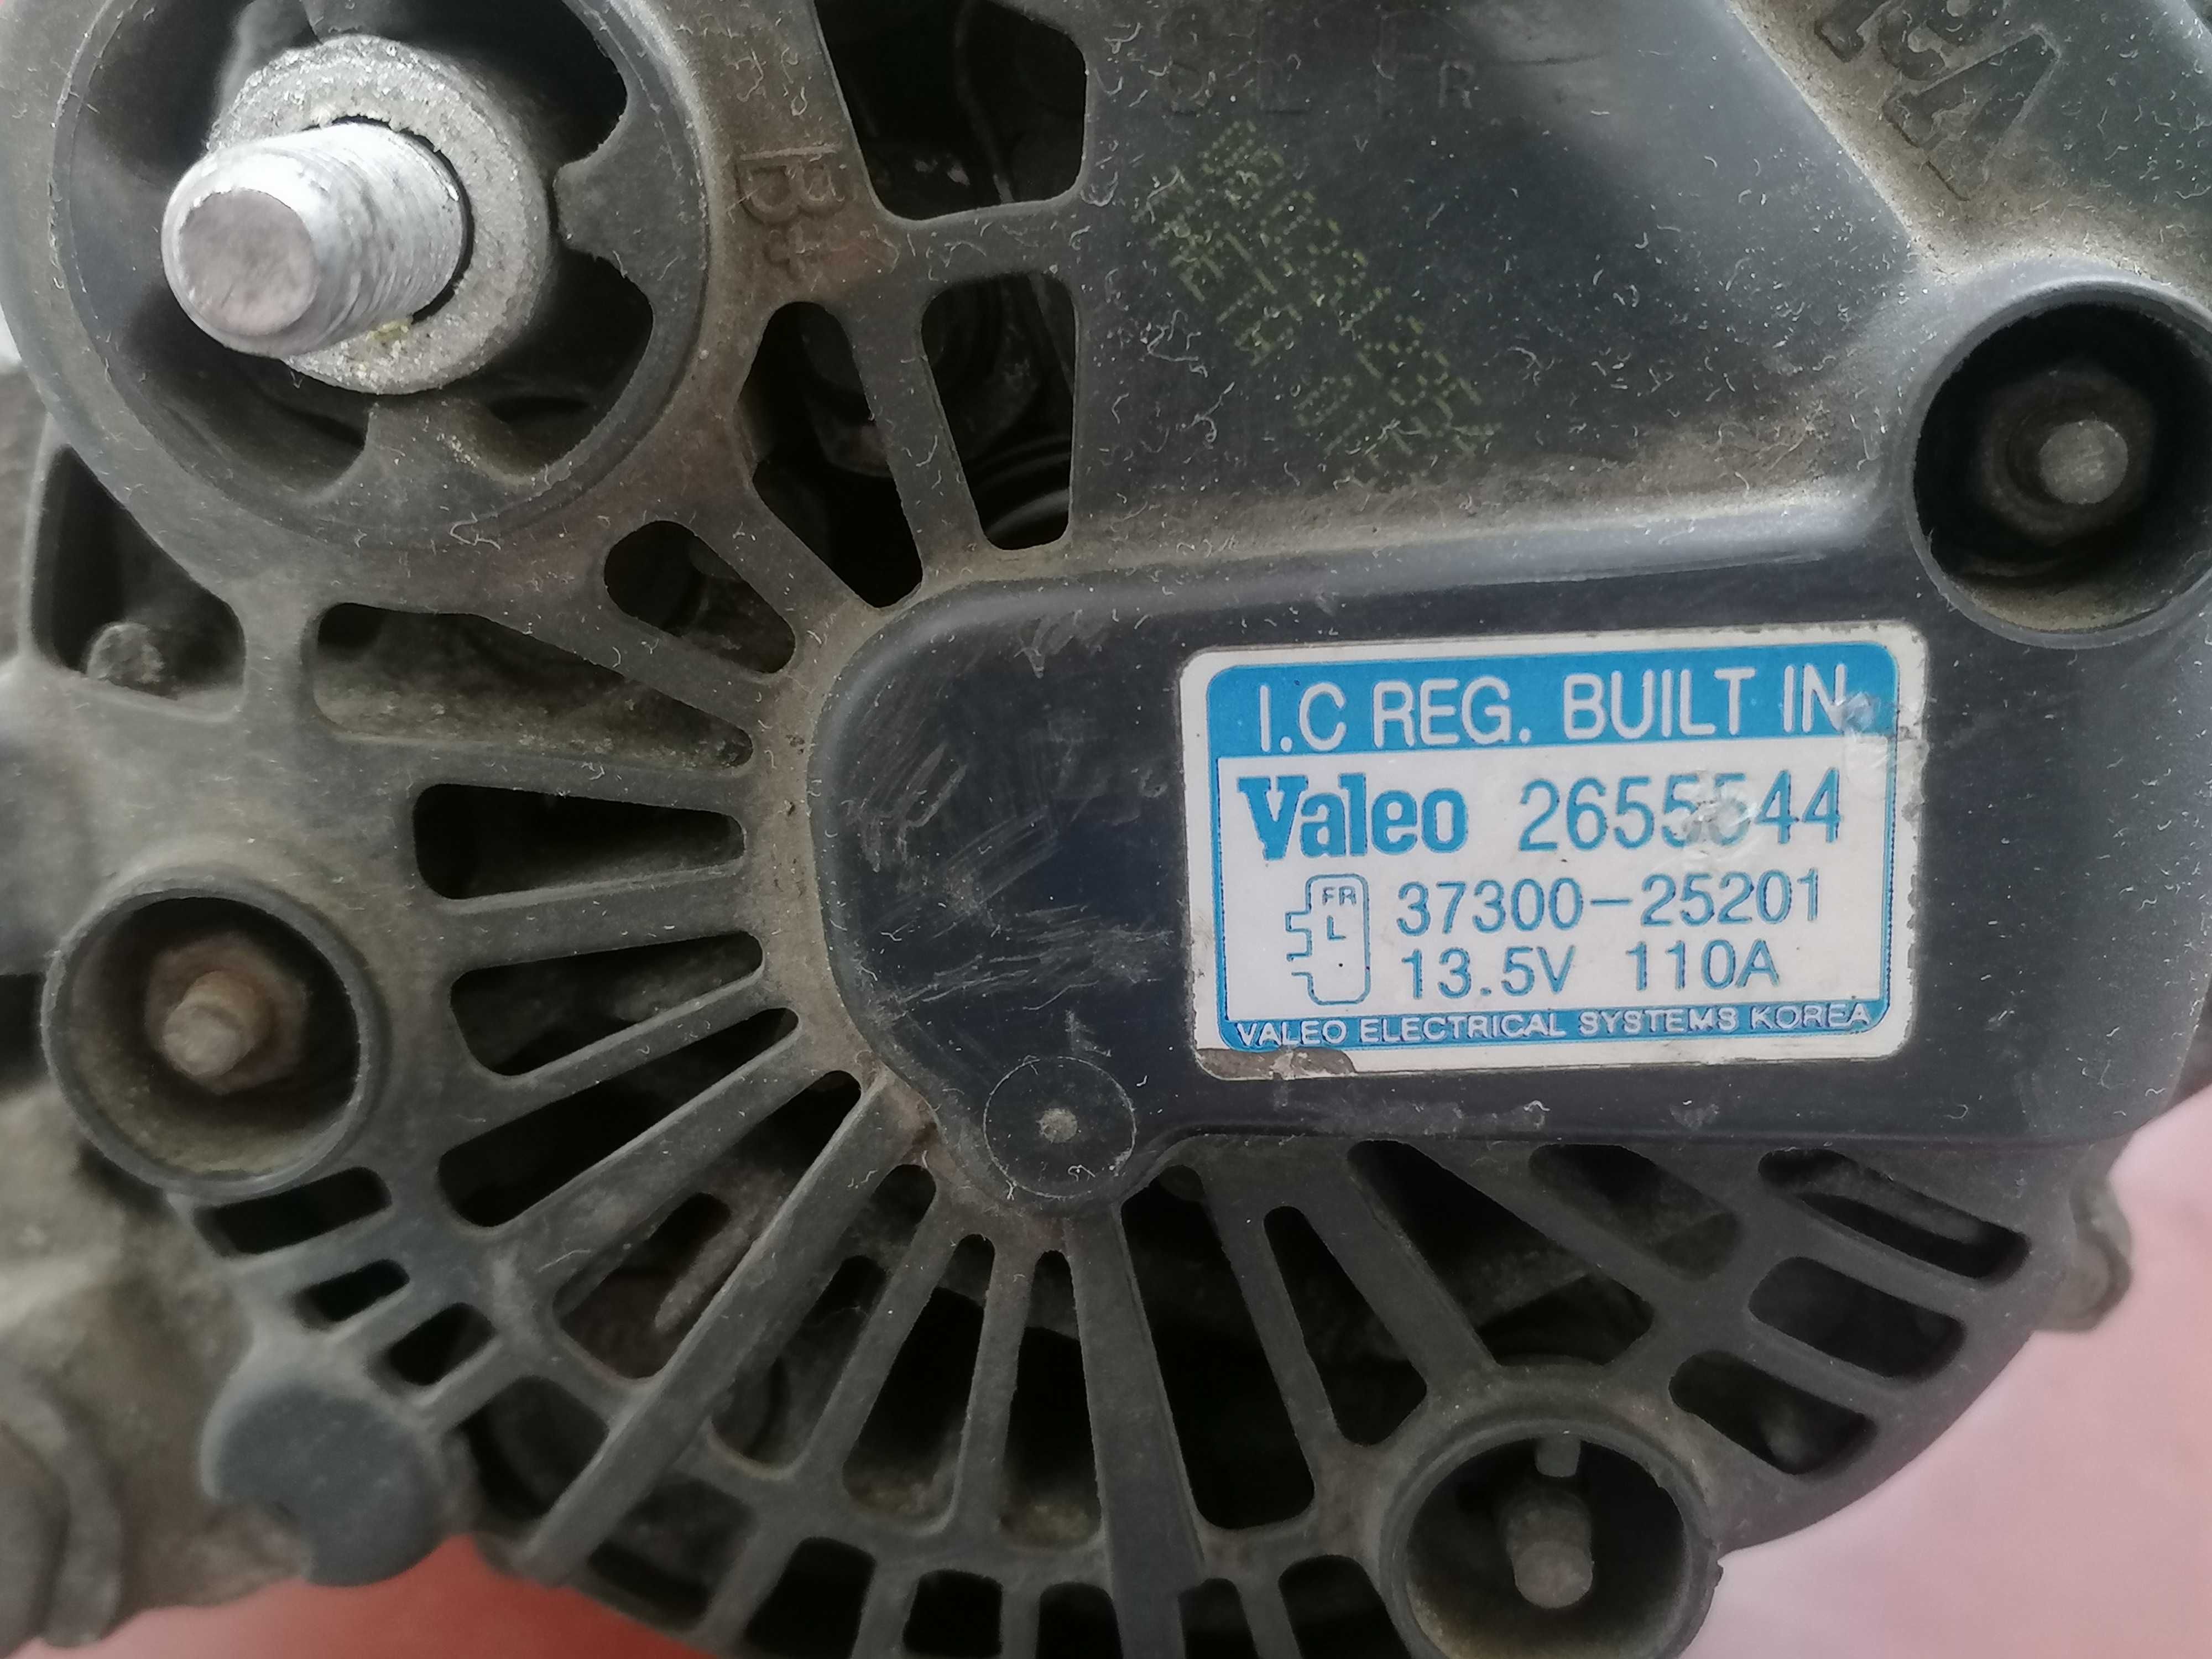 B+
I.C REG. BUILT IN
Valeo 2655544
FR
L
37300-25201
13.5V 110A
VALEO ELECTRICAL SYSTEMS KOREA